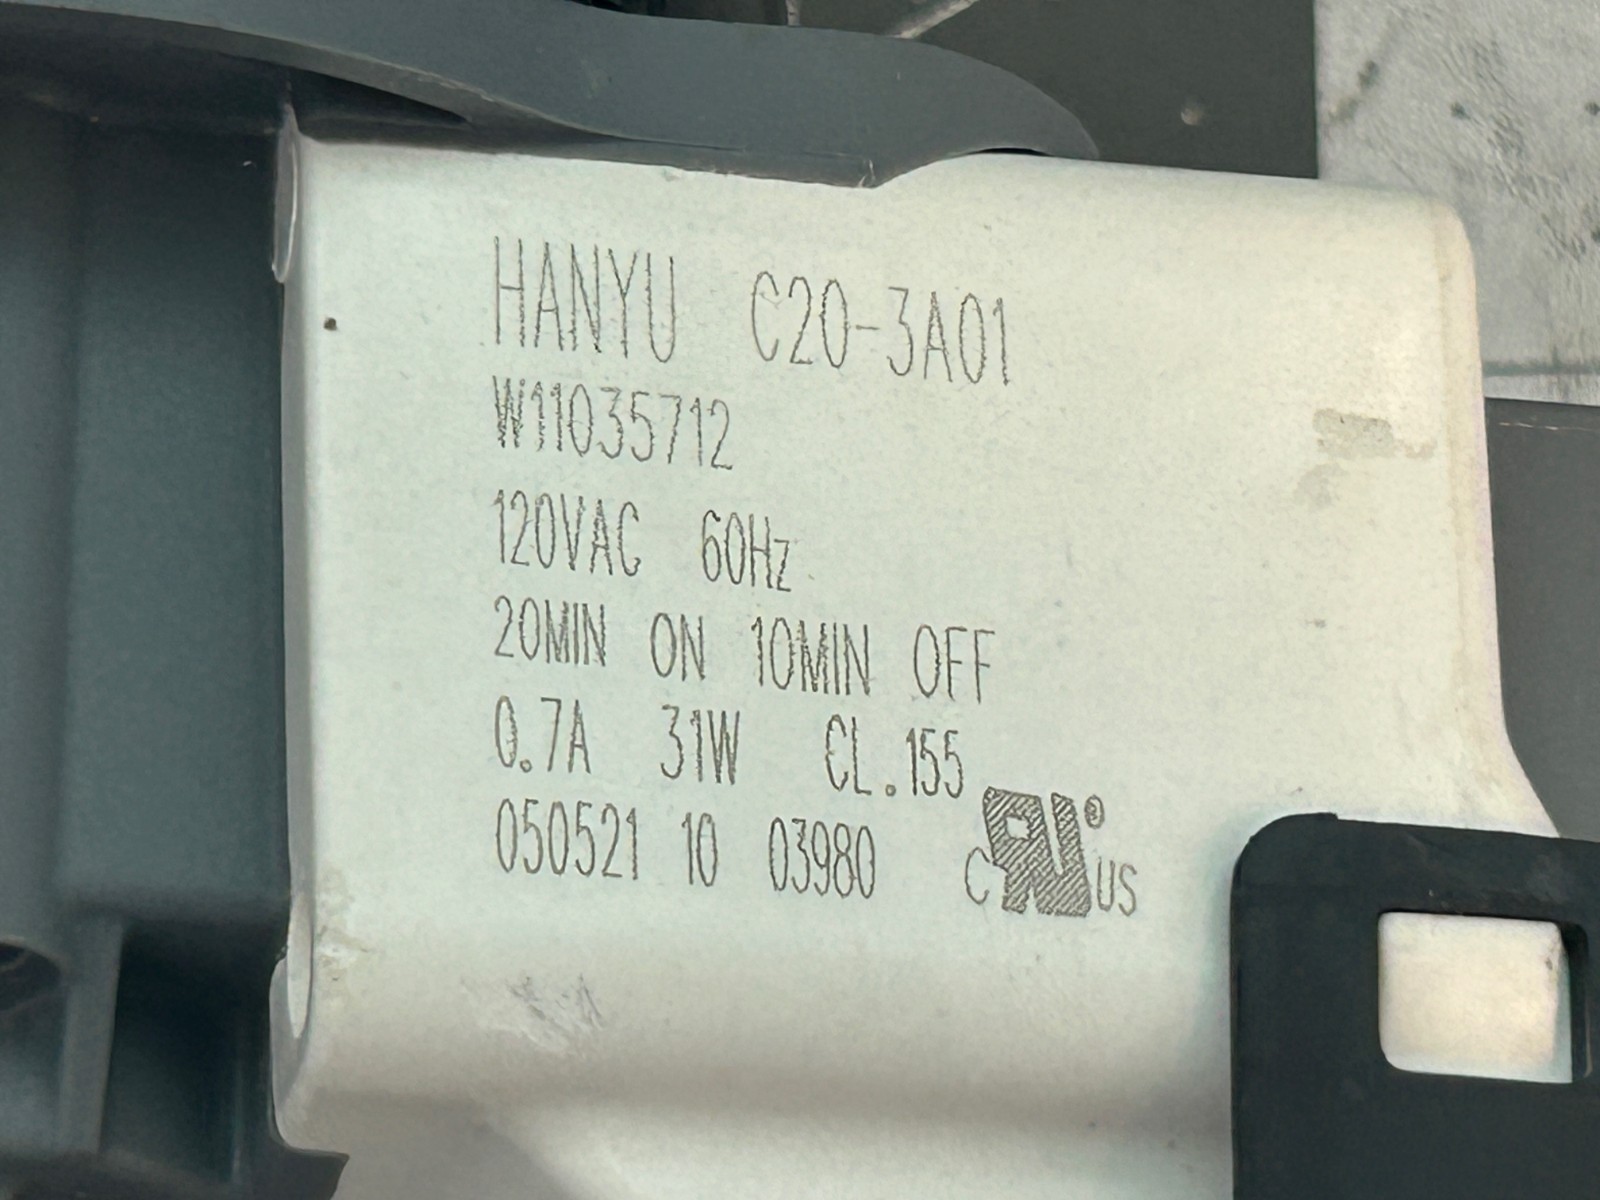 HANYU C20-3A01
W11035712
120VAC 60Hz
20MIN ON 10MIN OFF
0.7A 31W CL.155
050521 10 03980 C RU ® US